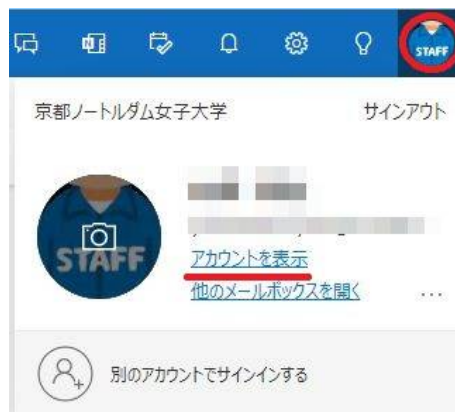 STAFF
京都ノートルダム女子大学 サインアウト
STAFF
アカウントを表示
他のメールボックスを開く ...
別のアカウントでサインインする